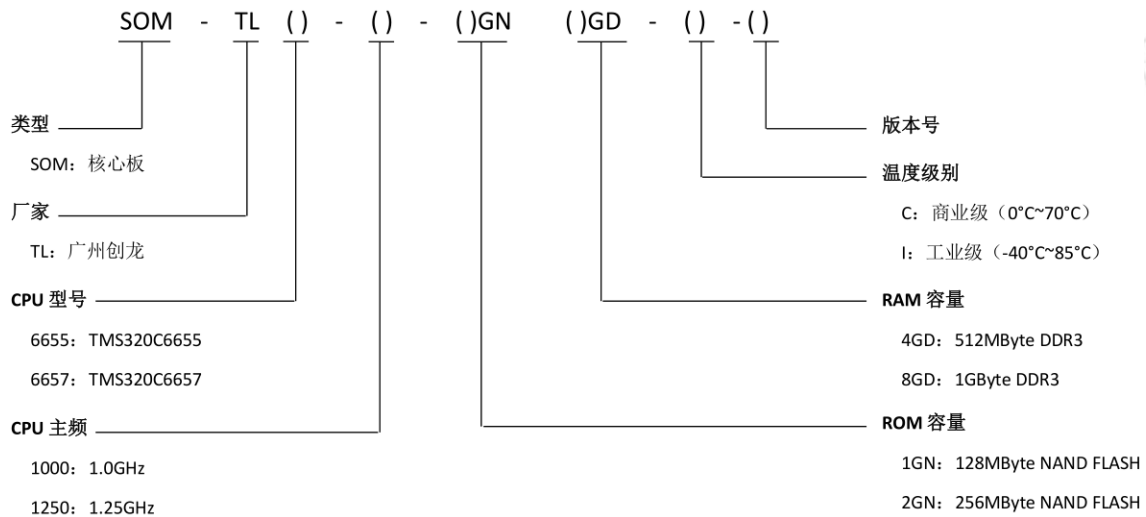 SOM - TL ( ) - ( ) - ( )GN ( )GD - ( ) - ( )
类型
SOM：核心板
厂家
TL：广州创龙
CPU 型号
6655：TMS320C6655
6657：TMS320C6657
CPU 主频
1000：1.0GHz
1250：1.25GHz
版本号
温度级别
C：商业级（0°C~70°C）
I：工业级（-40°C~85°C）
RAM 容量
4GD：512MByte DDR3
8GD：1GByte DDR3
ROM 容量
1GN：128MByte NAND FLASH
2GN：256MByte NAND FLASH